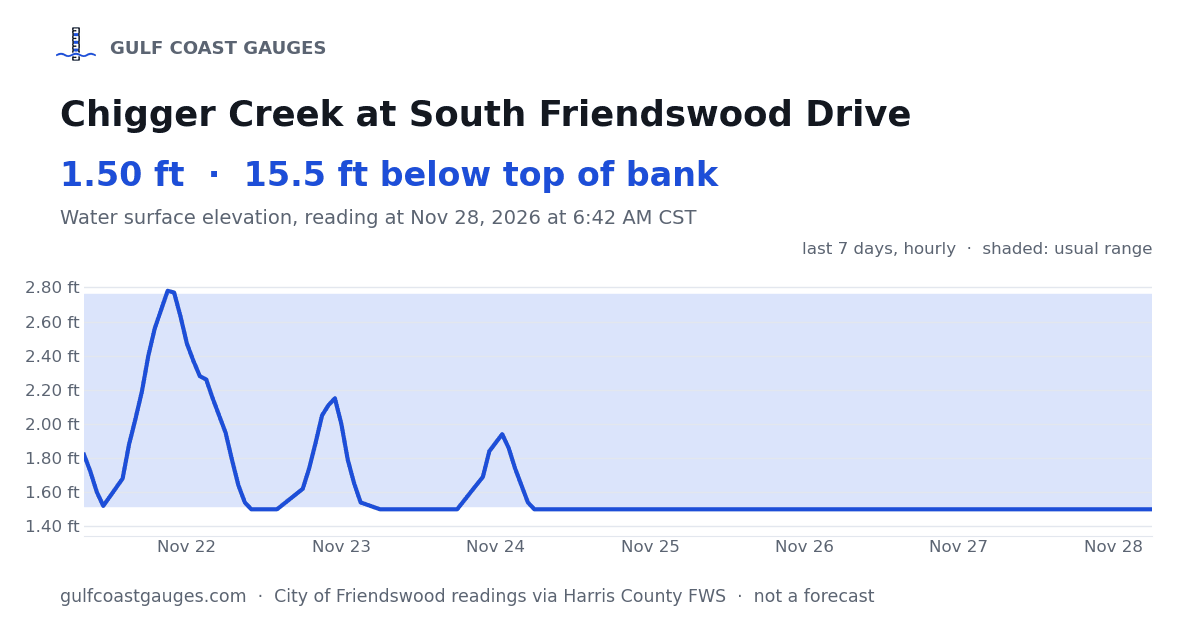 GULF COAST GAUGES
Chigger Creek at South Friendswood Drive
1.50 ft · 15.5 ft below top of bank
Water surface elevation, reading at Nov 28, 2026 at 6:42 AM CST
last 7 days, hourly · shaded: usual range
2.80 ft
2.60 ft
2.40 ft
2.20 ft
2.00 ft
1.80 ft
1.60 ft
1.40 ft
Nov 22 Nov 23 Nov 24 Nov 25 Nov 26 Nov 27 Nov 28
gulfcoastgauges.com · City of Friendswood readings via Harris County FWS · not a forecast